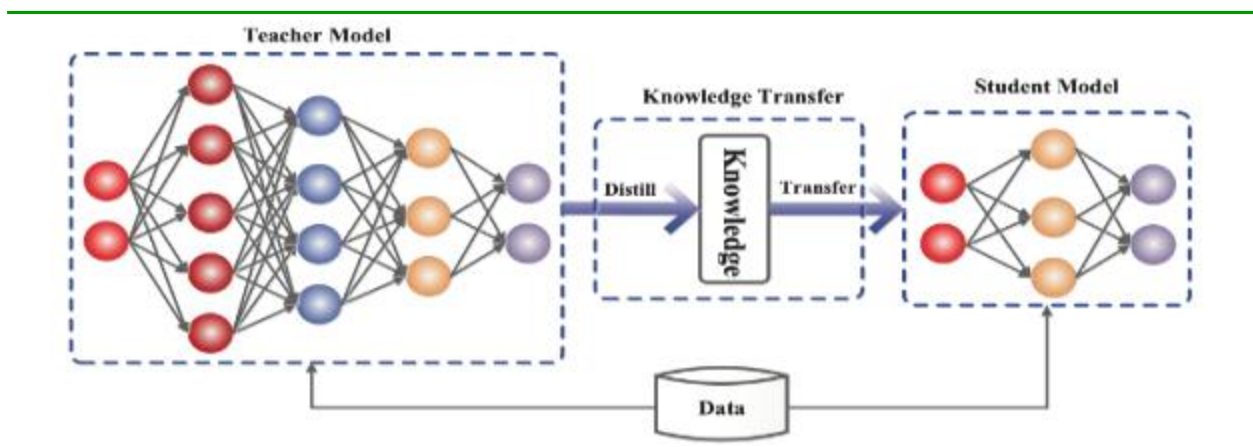 Teacher Model
Knowledge Transfer
Student Model
Distill
Knowledge
Transfer
Data